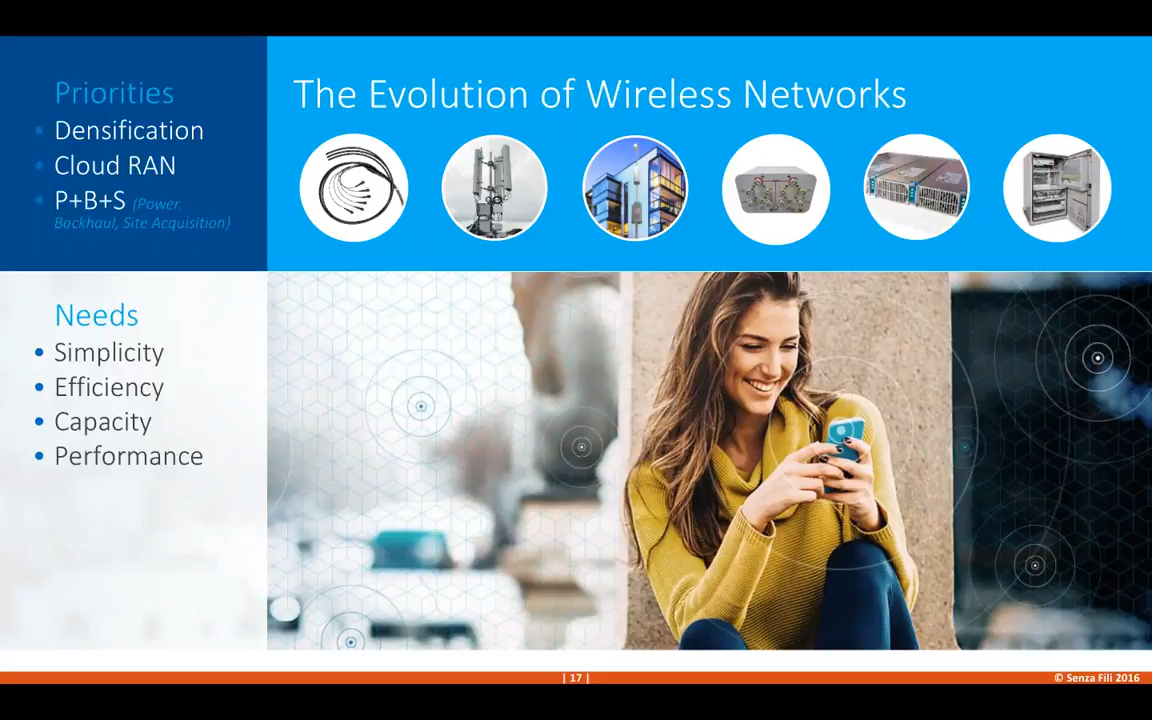 Priorities
• Densification
• Cloud RAN
• P+B+S (Power,
Backhaul, Site Acquisition)
The Evolution of Wireless Networks
Needs
• Simplicity
• Efficiency
• Capacity
• Performance
| 17 |
© Senza Fili 2016